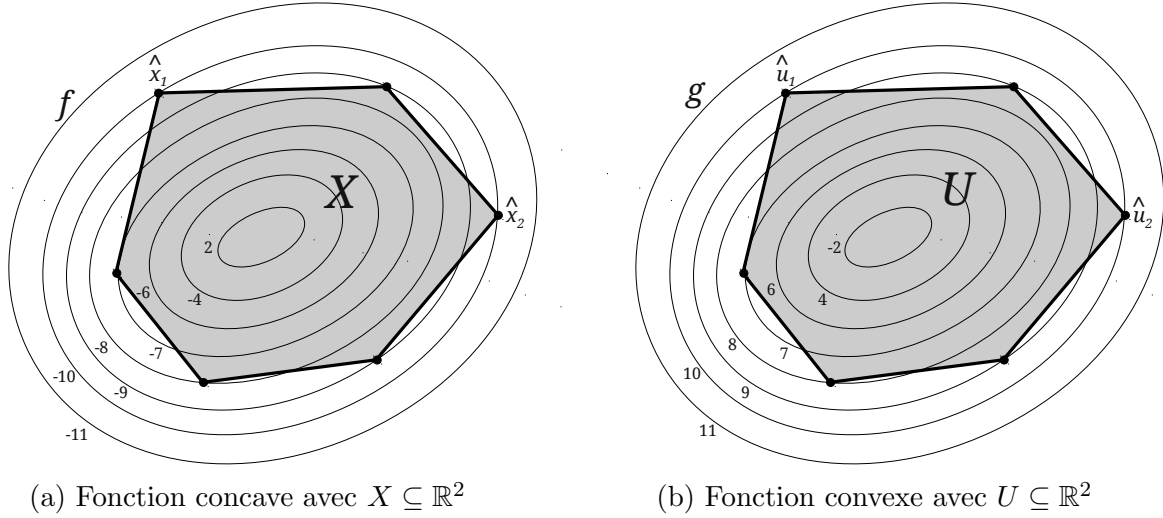 f
x̂₁
X
x̂₂
2
-6
-4
-8
-7
-10
-9
-11
g
û₁
U
û₂
-2
6
4
8
7
10
9
11
(a) Fonction concave avec X ⊆ ℝ²
(b) Fonction convexe avec U ⊆ ℝ²